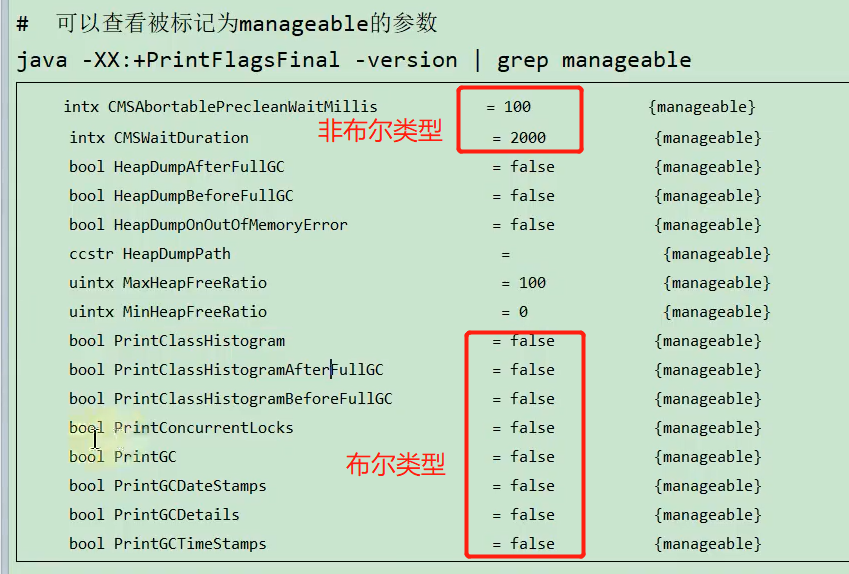 # 可以查看被标记为manageable的参数
java -XX:+PrintFlagsFinal -version | grep manageable
intx CMSAbortablePrecleanWaitMillis = 100 {manageable}
非布尔类型
intx CMSWaitDuration = 2000 {manageable}
bool HeapDumpAfterFullGC = false {manageable}
bool HeapDumpBeforeFullGC = false {manageable}
bool HeapDumpOnOutOfMemoryError = false {manageable}
ccstr HeapDumpPath = {manageable}
uintx MaxHeapFreeRatio = 100 {manageable}
uintx MinHeapFreeRatio = 0 {manageable}
bool PrintClassHistogram = false {manageable}
bool PrintClassHistogramAfterFullGC = false {manageable}
bool PrintClassHistogramBeforeFullGC = false {manageable}
bool PrintConcurrentLocks = false {manageable}
bool PrintGC = false {manageable}
布尔类型
bool PrintGCDateStamps = false {manageable}
bool PrintGCDetails = false {manageable}
bool PrintGCTimeStamps = false {manageable}